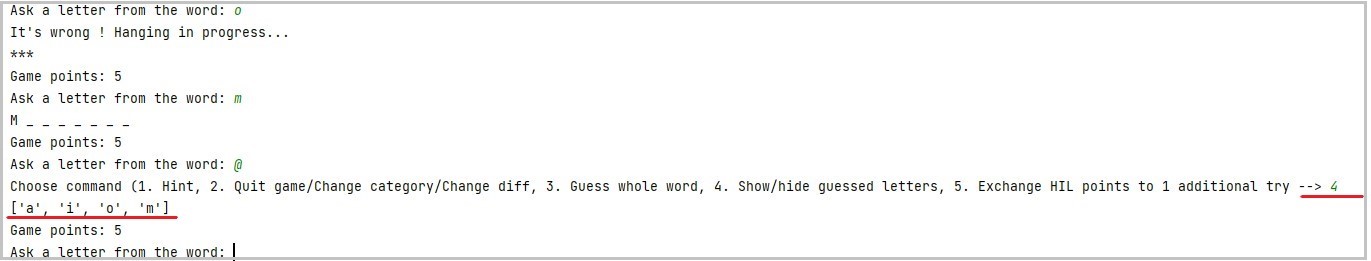 Ask a letter from the word: o
It's wrong ! Hanging in progress...
***
Game points: 5
Ask a letter from the word: m
M _ _ _ _ _ _ _
Game points: 5
Ask a letter from the word: @
Choose command (1. Hint, 2. Quit game/Change category/Change diff, 3. Guess whole word, 4. Show/hide guessed letters, 5. Exchange HIL points to 1 additional try --> 4
['a', 'i', 'o', 'm']
Game points: 5
Ask a letter from the word: